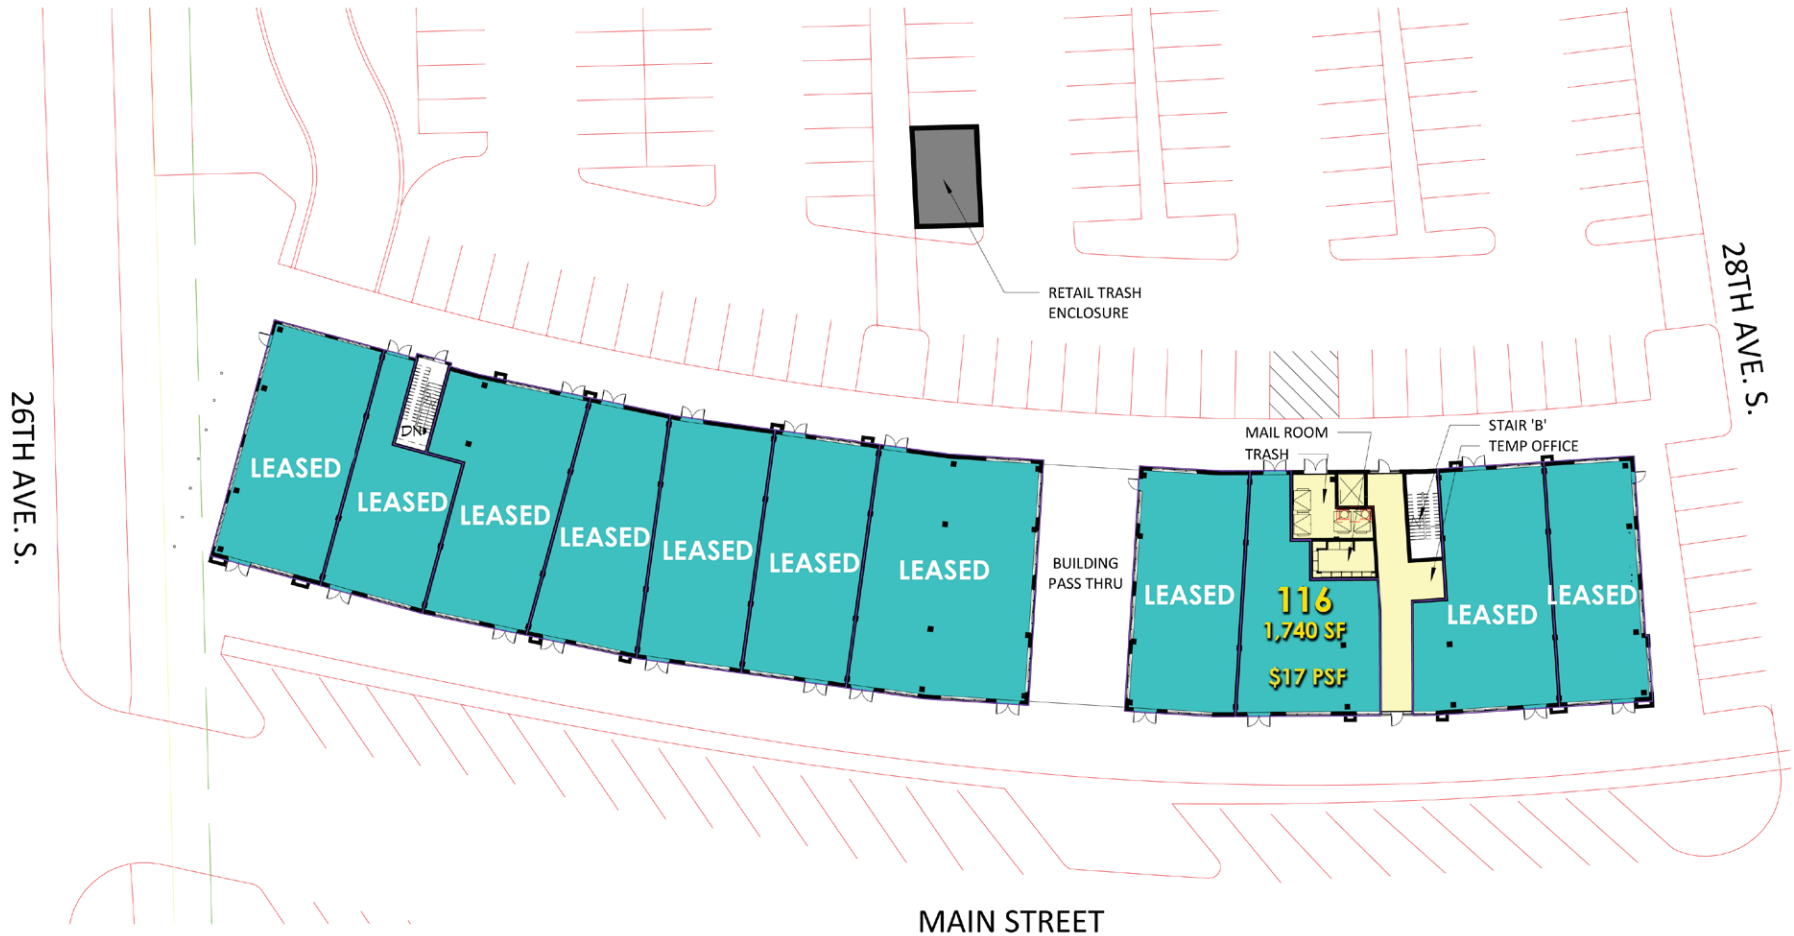 RETAIL TRASH
ENCLOSURE
28TH AVE. S.
26TH AVE. S.
DN
MAIL ROOM
TRASH
STAIR 'B'
TEMP OFFICE
LEASED
LEASED
LEASED
LEASED
LEASED
LEASED
LEASED
BUILDING
PASS THRU
LEASED
116
1,740 SF
$17 PSF
LEASED
LEASED
MAIN STREET